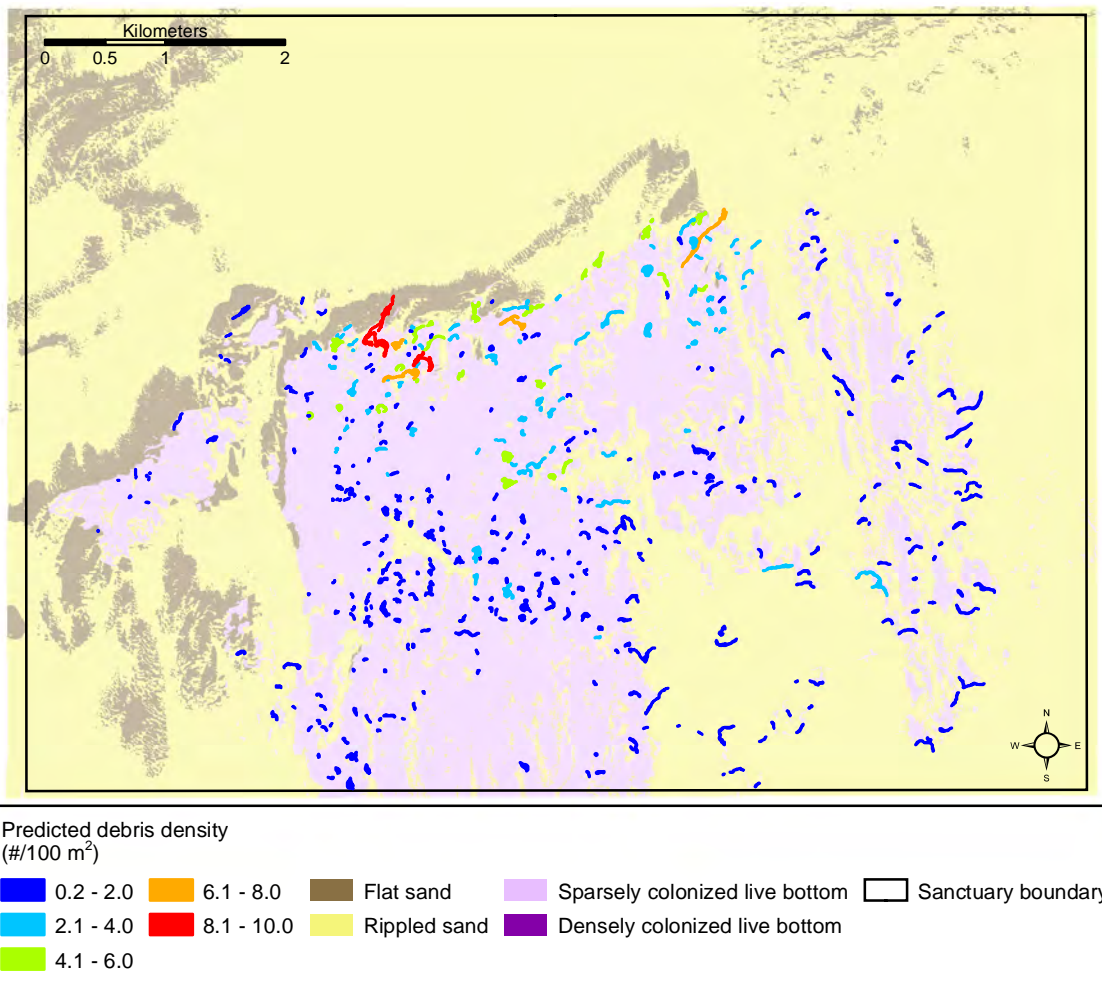 Kilometers
0 0.5 1 2
N
W E
S
Predicted debris density
(#/100 m²)
0.2 - 2.0 6.1 - 8.0 Flat sand Sparsely colonized live bottom Sanctuary boundary
2.1 - 4.0 8.1 - 10.0 Rippled sand Densely colonized live bottom
4.1 - 6.0